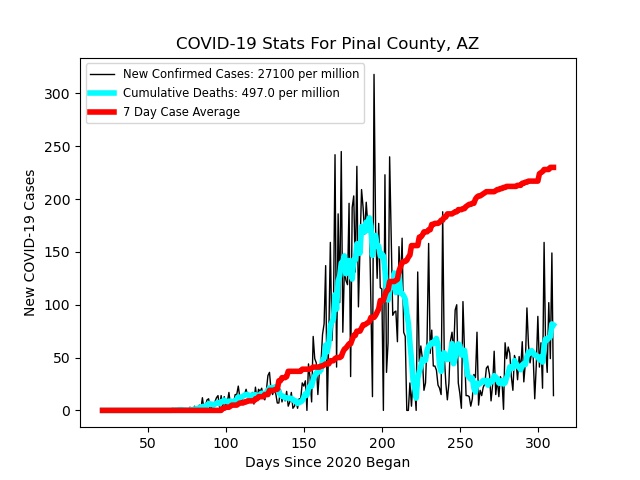 COVID-19 Stats For Pinal County, AZ
New Confirmed Cases: 27100 per million
Cumulative Deaths: 497.0 per million
7 Day Case Average
300
250
200
150
100
50
0
New COVID-19 Cases
50 100 150 200 250 300
Days Since 2020 Began